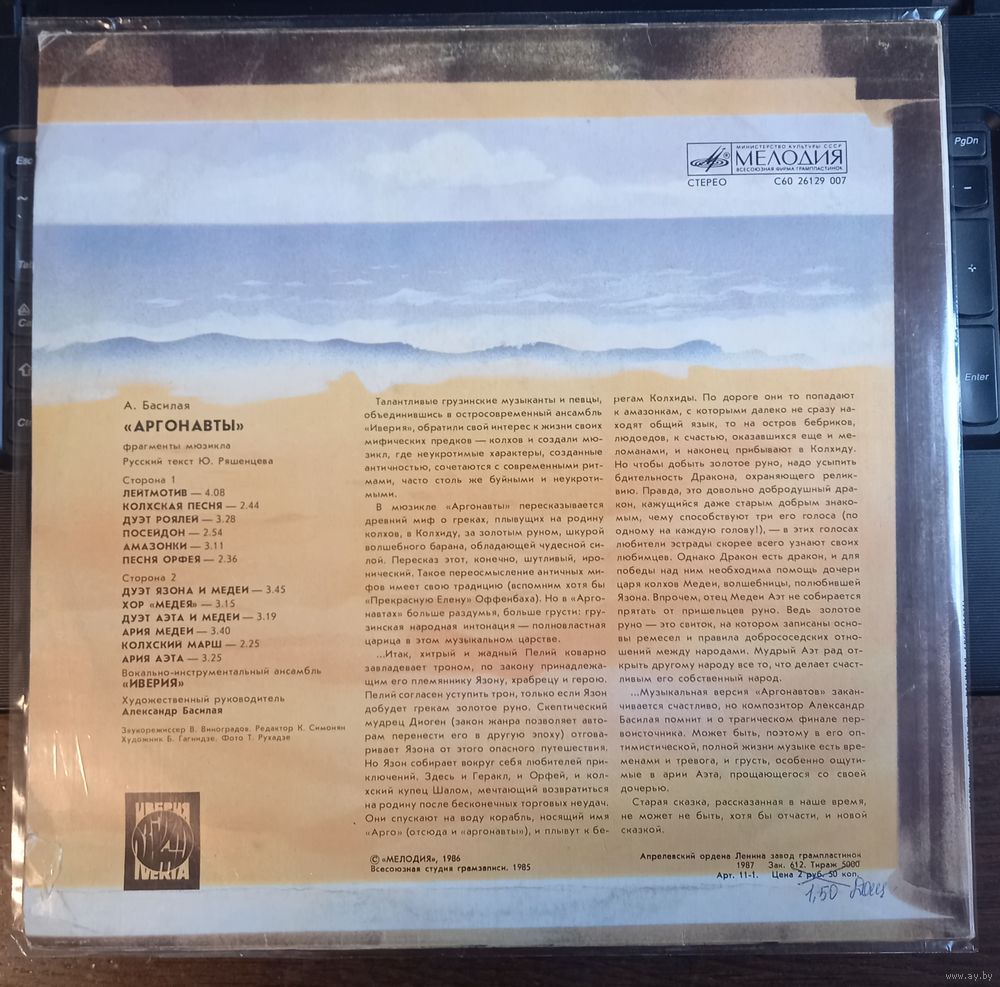 МИНИСТЕРСТВО КУЛЬТУРЫ СССР
МЕЛОДИЯ
ВСЕСОЮЗНАЯ ФИРМА ГРАМПЛАСТИНОК
СТЕРЕО С60 26129 007
А. Басилая
«АРГОНАВТЫ»
фрагменты мюзикла
Русский текст Ю. Ряшенцева
Сторона 1
ЛЕЙТМОТИВ — 4.08
КОЛХСКАЯ ПЕСНЯ — 2.44
ДУЭТ РОЯЛЕЙ — 3.28
ПОСЕЙДОН — 2.54
АМАЗОНКИ — 3.11
ПЕСНЯ ОРФЕЯ — 2.36
Сторона 2
ДУЭТ ЯЗОНА И МЕДЕИ — 3.45
ХОР «МЕДЕЯ» — 3.15
ДУЭТ АЭТА И МЕДЕИ — 3.19
АРИЯ МЕДЕИ — 3.40
КОЛХСКИЙ МАРШ — 2.25
АРИЯ АЭТА — 3.25
Вокально-инструментальный ансамбль
«ИВЕРИЯ»
Художественный руководитель
Александр Басилая
Звукорежиссер В. Виноградов. Редактор К. Симонян
Художник Б. Гагнидзе. Фото Т. Рухадзе
ИВЕРИЯ
IVERIA
Талантливые грузинские музыканты и певцы,
объединившись в остросовременный ансамбль
«Иверия», обратили свой интерес к жизни своих
мифических предков — колхов и создали мю-
зикл, где неукротимые характеры, созданные
античностью, сочетаются с современными рит-
мами, часто столь же буйными и неукроти-
мыми.
В мюзикле «Аргонавты» пересказывается
древний миф о греках, плывущих на родину
колхов, в Колхиду, за золотым руном, шкурой
волшебного барана, обладающей чудесной си-
лой. Пересказ этот, конечно, шутливый, иро-
нический. Такое переосмысление античных ми-
фов имеет свою традицию (вспомним хотя бы
«Прекрасную Елену» Оффенбаха). Но в «Арго-
навтах» больше раздумья, больше грусти: гру-
зинская народная интонация — полновластная
царица в этом музыкальном царстве.
...Итак, хитрый и жадный Пелий коварно
завладевает троном, по закону принадлежа-
щим его племяннику Язону, храбрецу и герою.
Пелий согласен уступить трон, только если Язон
добудет грекам золотое руно. Скептический
мудрец Диоген (закон жанра позволяет авто-
рам перенести его в другую эпоху) отгова-
ривает Язона от этого опасного путешествия.
Но Язон собирает вокруг себя любителей при-
ключений. Здесь и Геракл, и Орфей, и кол-
хский купец Шалом, мечтающий возвратиться
на родину после бесконечных торговых неудач.
Они спускают на воду корабль, носящий имя
«Арго» (отсюда и «аргонавты»), и плывут к бе-
регам Колхиды. По дороге они то попадают
к амазонкам, с которыми далеко не сразу на-
ходят общий язык, то на остров бебриков,
людоедов, к счастью, оказавшихся еще и ме-
ломанами, и наконец прибывают в Колхиду.
Но чтобы добыть золотое руно, надо усыпить
бдительность Дракона, охраняющего релик-
вию. Правда, это довольно добродушный дра-
кон, кажущийся даже старым добрым знако-
мым, чему способствуют три его голоса (по
одному на каждую голову!), — в этих голосах
любители эстрады скорее всего узнают своих
любимцев. Однако Дракон есть дракон, и для
победы над ним необходима помощь дочери
царя колхов Медеи, волшебницы, полюбившей
Язона. Впрочем, отец Медеи Аэт не собирается
прятать от пришельцев руно. Ведь золотое
руно — это свиток, на котором записаны осно-
вы ремесел и правила добрососедских отно-
шений между народами. Мудрый Аэт рад от-
крыть другому народу все то, что делает счаст-
ливым его собственный народ.
...Музыкальная версия «Аргонавтов» закан-
чивается счастливо, но композитор Александр
Басилая помнит и о трагическом финале пер-
воисточника. Может быть, поэтому в его оп-
тимистической, полной жизни музыке есть вре-
менами и тревога, и грусть, особенно ощути-
мые в арии Аэта, прощающегося со своей
дочерью.
Старая сказка, рассказанная в наше время,
не может не быть, хотя бы отчасти, и новой
сказкой.
© «МЕЛОДИЯ», 1986
Всесоюзная студия грамзаписи. 1985
Апрелевский ордена Ленина завод грампластинок
1987 Зак. 612. Тираж 5000
Арт. 11-1. Цена 2 руб. 50 коп.
1,50
Esc
PgDn
-
+
Enter
www.ay.by